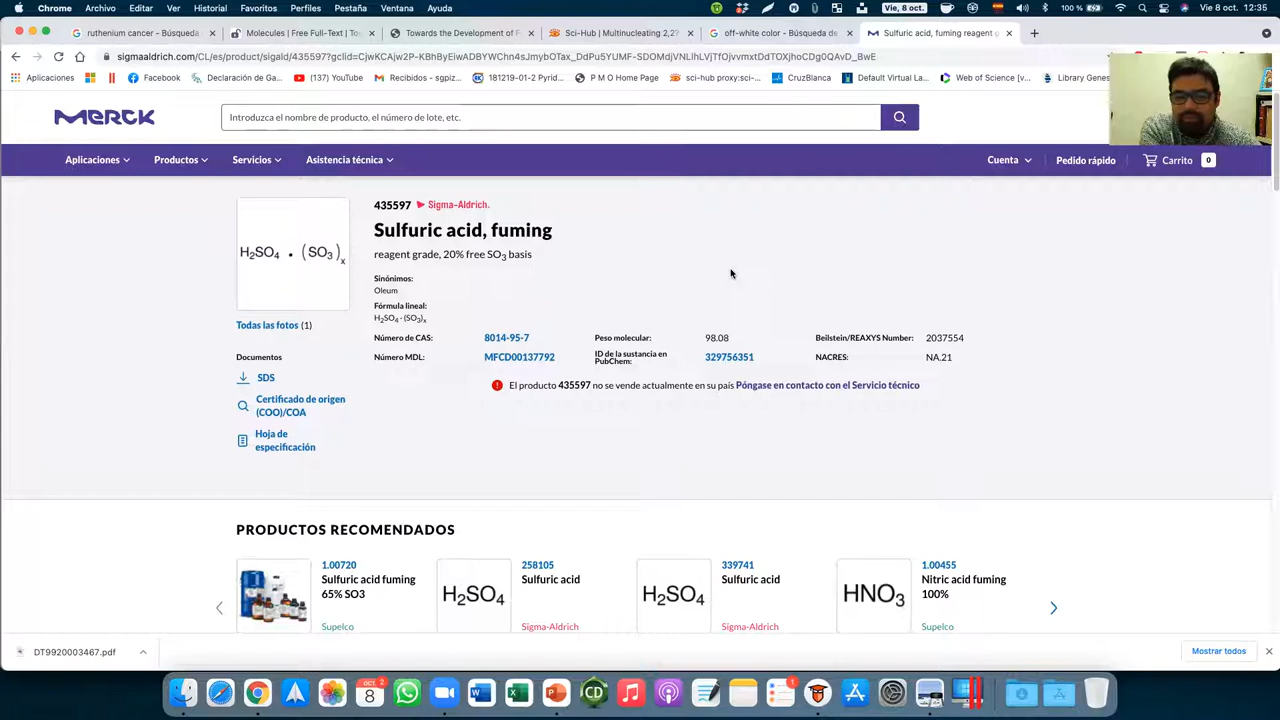 Chrome Archivo Editar Ver Historial Favoritos Perfiles Pestaña Ventana Ayuda Vie, 8 oct. 100 % Vie 8 oct. 12:35
ruthenium cancer - Búsqueda Molecules | Free Full-Text | To Towards the Development of F Sci-Hub | Multinucleating 2,2? off-white color - Búsqueda de Sulfuric acid, fuming reagent g
sigmaaldrich.com/CL/es/product/sigald/435597?gclid=
Aplicaciones Facebook Declaración de Ga... (137) YouTube Recibidos - sgpiz... 181219-01-2 Pyrid... P M O Home Page sci-hub proxy:sci-... CruzBlanca Default Virtual La... Web of Science [v... Library Genes
MERCK
Introduzca el nombre de producto, el número de lote, etc.
Aplicaciones Productos Servicios Asistencia técnica Cuenta Pedido rápido Carrito 0
435597 Sigma-Aldrich.
Sulfuric acid, fuming
H2SO4 • (SO3)x
reagent grade, 20% free SO3 basis
Sinónimos:
Oleum
Fórmula lineal:
H2SO4 · (SO3)x
Todas las fotos (1)
Número de CAS: 8014-95-7 Peso molecular: 98.08 Beilstein/REAXYS Number: 2037554
Documentos
Número MDL: MFCD00137792 ID de la sustancia en PubChem: 329756351 NACRES: NA.21
SDS
El producto 435597 no se vende actualmente en su país Póngase en contacto con el Servicio técnico
Certificado de origen
(COO)/COA
Hoja de
especificación
PRODUCTOS RECOMENDADOS
1.00720
Sulfuric acid fuming
65% SO3
Supelco
H2SO4
258105
Sulfuric acid
Sigma-Aldrich
H2SO4
339741
Sulfuric acid
Sigma-Aldrich
HNO3
1.00455
Nitric acid fuming
100%
Supelco
DT9920003467.pdf Mostrar todos
OCT. 2
8
CD
1